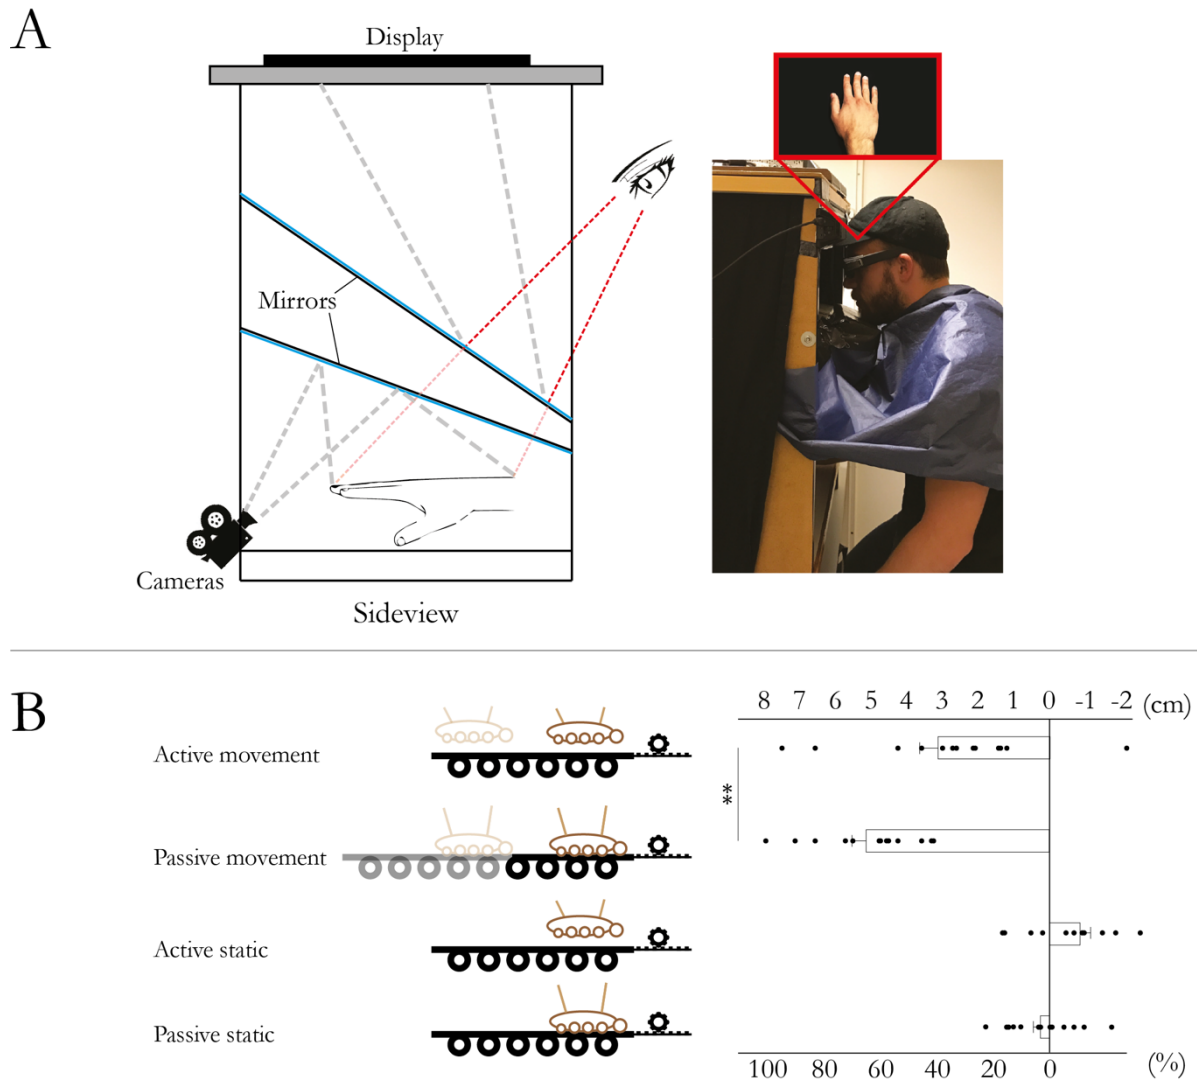 A
Display
Mirrors
Cameras
Sideview
B
8 7 6 5 4 3 2 1 0 -1 -2 (cm)
Active movement
**
Passive movement
Active static
Passive static
100 80 60 40 20 0 (%)